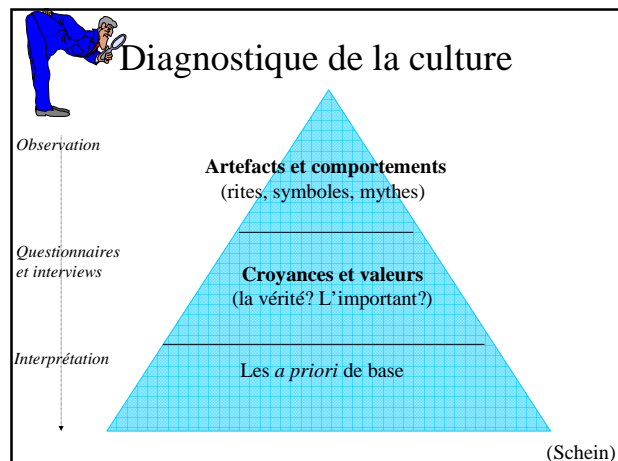 Diagnostique de la culture
Observation
Artefacts et comportements
(rites, symboles, mythes)
Questionnaires
et interviews
Croyances et valeurs
(la vérité? L’important?)
Interprétation
Les a priori de base
(Schein)